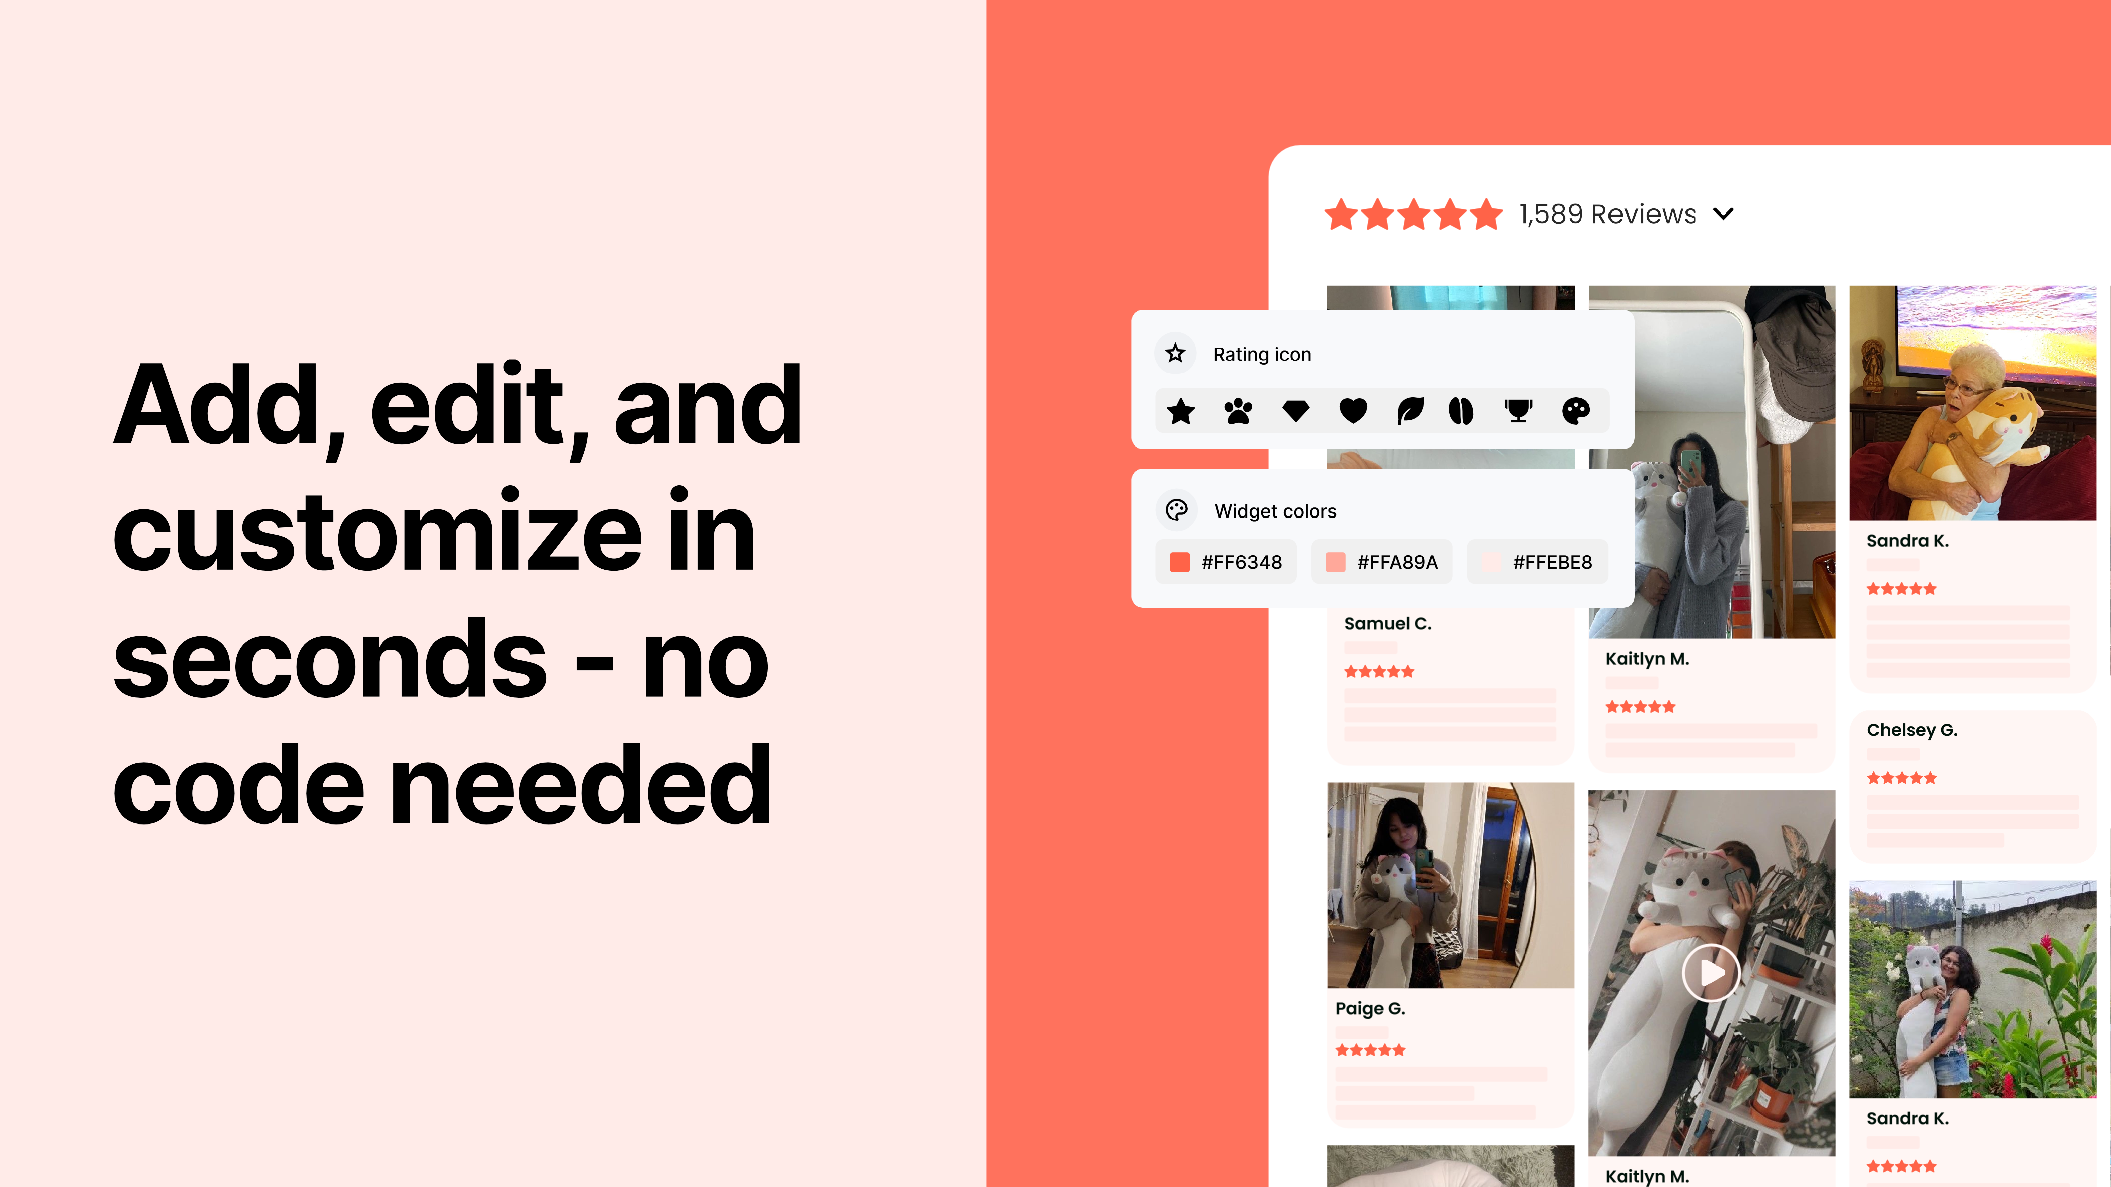 Add, edit, and
customize in
seconds - no
code needed
1,589 Reviews
Rating icon
Widget colors
#FF6348
#FFA89A
#FFEBE8
Samuel C.
Kaitlyn M.
Sandra K.
Chelsey G.
Paige G.
Kaitlyn M.
Sandra K.